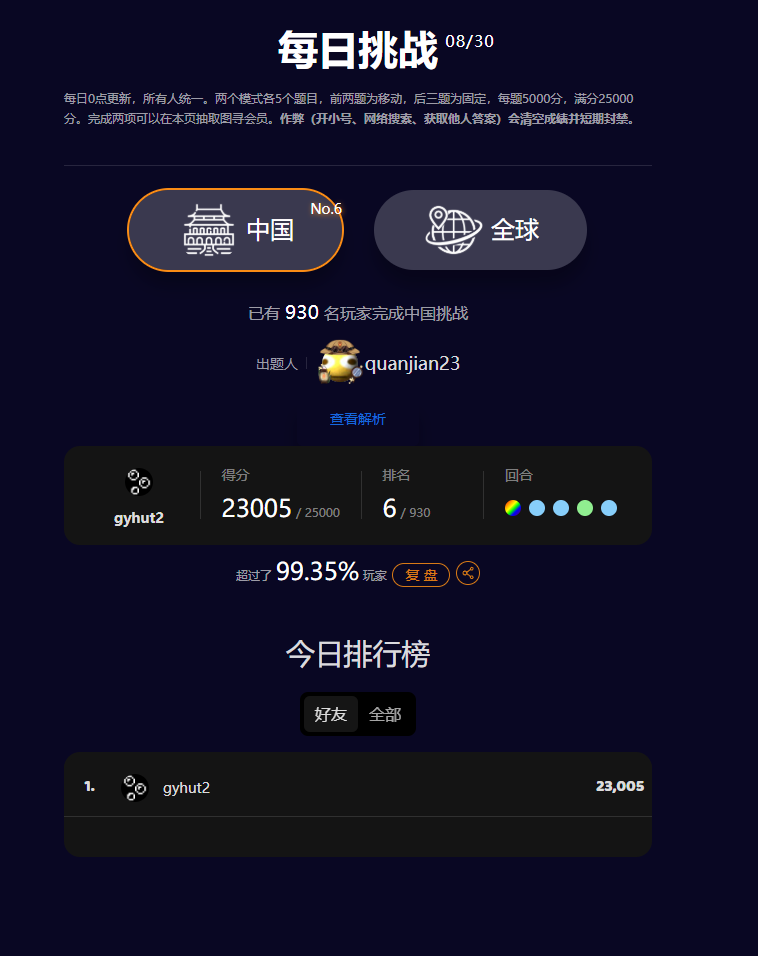 每日挑战 08/30
每日0点更新，所有人统一。两个模式各5个题目，前两题为移动，后三题为固定，每题5000分，满分25000
分。完成两项可以在本页抽取图寻会员。作弊（开小号、网络搜索、获取他人答案）会清空成绩并短期封禁。
No.6
中国 全球
已有 930 名玩家完成中国挑战
出题人 quanjian23
查看解析
得分 排名 回合
23005 / 25000 6 / 930
gyhut2
超过了 99.35% 玩家 复 盘
今日排行榜
好友 全部
1. gyhut2 23,005